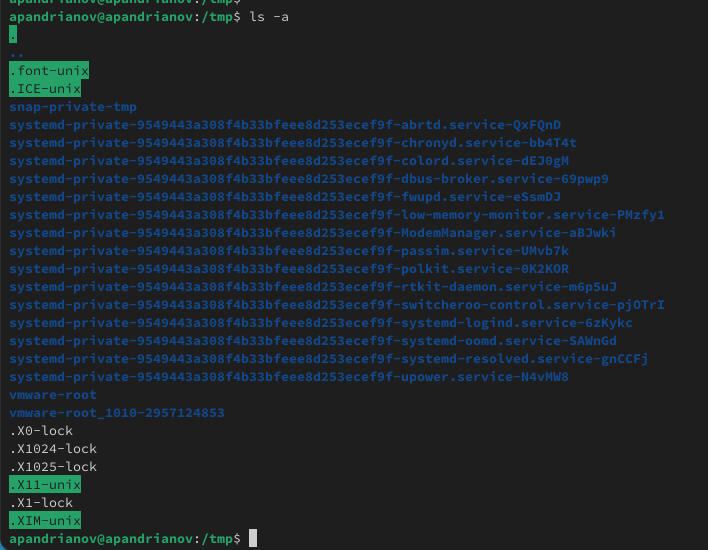 apandrianov@apandrianov:/tmp$
apandrianov@apandrianov:/tmp$ ls -a
.
..
.font-unix
.ICE-unix
snap-private-tmp
systemd-private-9549443a308f4b33bfeee8d253ecef9f-abrtd.service-QxFQnD
systemd-private-9549443a308f4b33bfeee8d253ecef9f-chronyd.service-bb4T4t
systemd-private-9549443a308f4b33bfeee8d253ecef9f-colord.service-dEJ0gM
systemd-private-9549443a308f4b33bfeee8d253ecef9f-dbus-broker.service-69pwp9
systemd-private-9549443a308f4b33bfeee8d253ecef9f-fwupd.service-eSsmDJ
systemd-private-9549443a308f4b33bfeee8d253ecef9f-low-memory-monitor.service-PMzfy1
systemd-private-9549443a308f4b33bfeee8d253ecef9f-ModemManager.service-aBJwki
systemd-private-9549443a308f4b33bfeee8d253ecef9f-passim.service-UMvb7k
systemd-private-9549443a308f4b33bfeee8d253ecef9f-polkit.service-0K2KOR
systemd-private-9549443a308f4b33bfeee8d253ecef9f-rtkit-daemon.service-m6p5uJ
systemd-private-9549443a308f4b33bfeee8d253ecef9f-switcheroo-control.service-pjOTrI
systemd-private-9549443a308f4b33bfeee8d253ecef9f-systemd-logind.service-6zKykc
systemd-private-9549443a308f4b33bfeee8d253ecef9f-systemd-oomd.service-SAWnGd
systemd-private-9549443a308f4b33bfeee8d253ecef9f-systemd-resolved.service-gnCCFj
systemd-private-9549443a308f4b33bfeee8d253ecef9f-upower.service-N4vMW8
vmware-root
vmware-root_1010-2957124853
.X0-lock
.X1024-lock
.X1025-lock
.X11-unix
.X1-lock
.XIM-unix
apandrianov@apandrianov:/tmp$